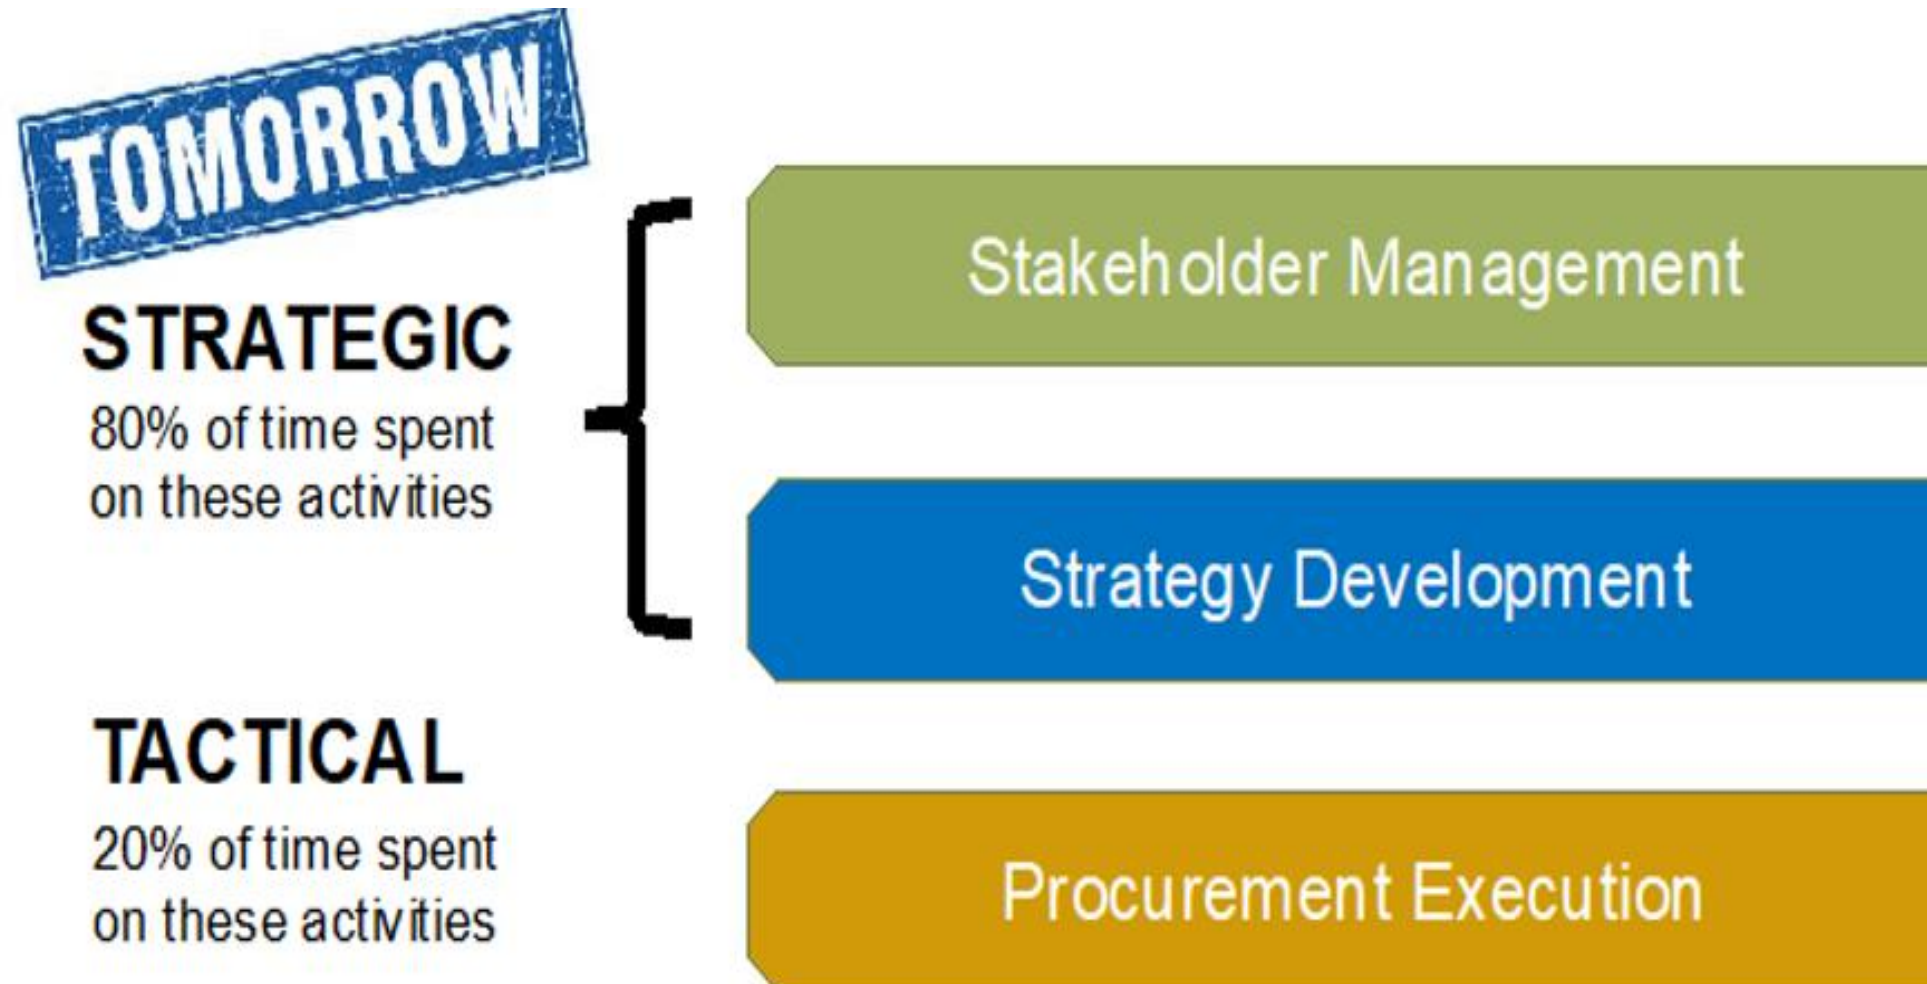 TOMORROW
STRATEGIC
80% of time spent
on these activities
Stakeholder Management
Strategy Development
TACTICAL
20% of time spent
on these activities
Procurement Execution